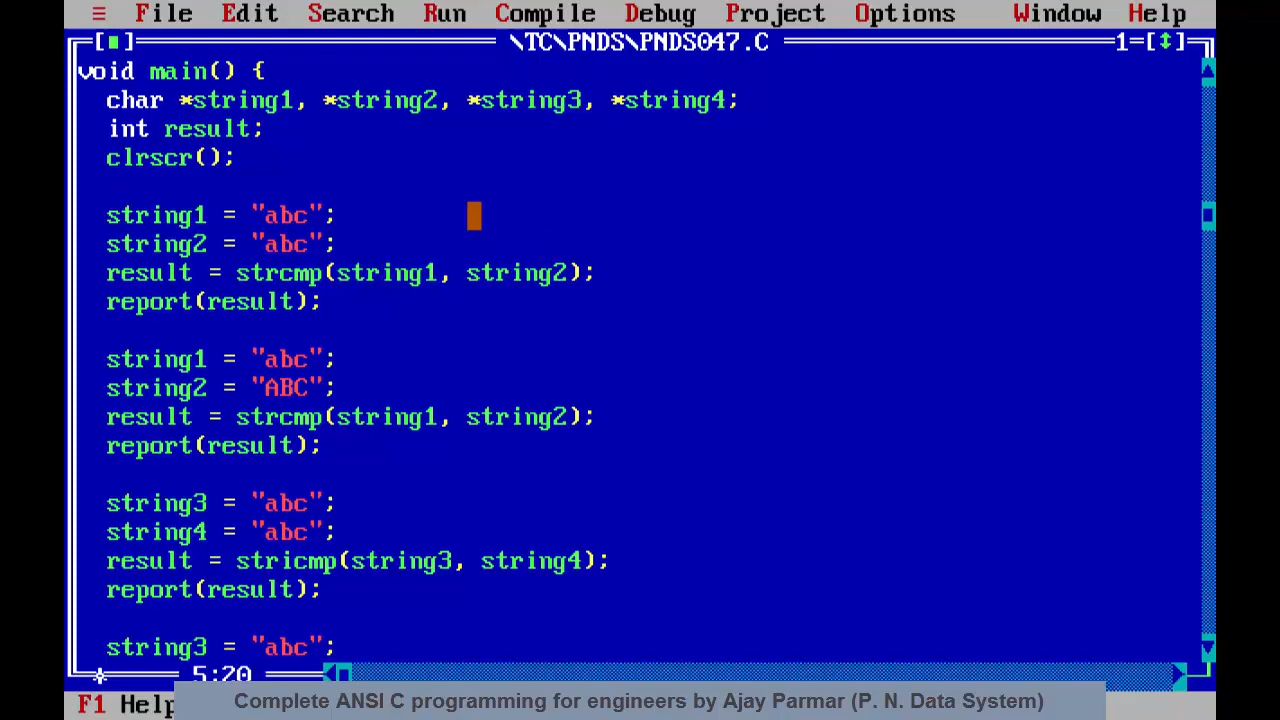 ≡ File Edit Search Run Compile Debug Project Options Window Help
[■] \TC\PNDS\PNDS047.C 1=[↕]
void main() {
char *string1, *string2, *string3, *string4;
int result;
clrscr();
string1 = "abc";
string2 = "abc";
result = strcmp(string1, string2);
report(result);
string1 = "abc";
string2 = "ABC";
result = strcmp(string1, string2);
report(result);
string3 = "abc";
string4 = "abc";
result = stricmp(string3, string4);
report(result);
string3 = "abc";
5:20
F1 Help
Complete ANSI C programming for engineers by Ajay Parmar (P. N. Data System)